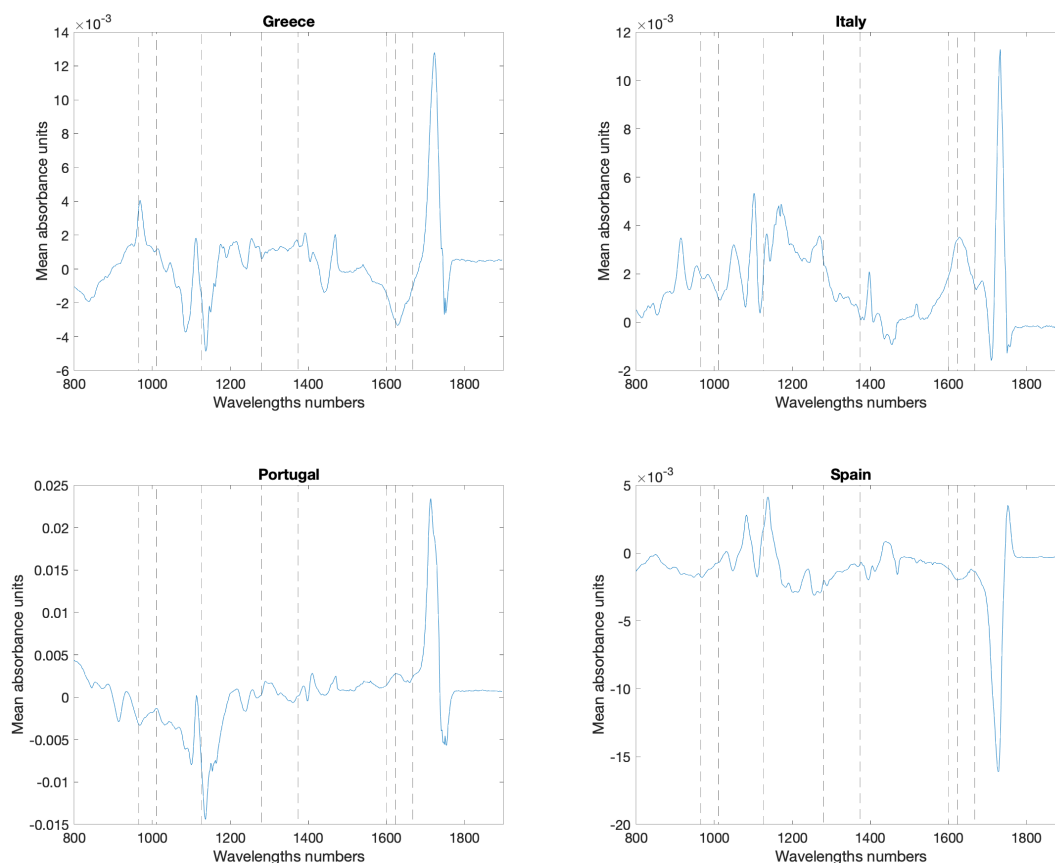 Greece
×10⁻³
14
12
10
8
6
4
2
0
-2
-4
-6
Mean absorbance units
800 1000 1200 1400 1600 1800
Wavelengths numbers
Italy
×10⁻³
12
10
8
6
4
2
0
-2
Mean absorbance units
800 1000 1200 1400 1600 1800
Wavelengths numbers
Portugal
0.025
0.02
0.015
0.01
0.005
0
-0.005
-0.01
-0.015
Mean absorbance units
800 1000 1200 1400 1600 1800
Wavelengths numbers
Spain
×10⁻³
5
0
-5
-10
-15
-20
Mean absorbance units
800 1000 1200 1400 1600 1800
Wavelengths numbers